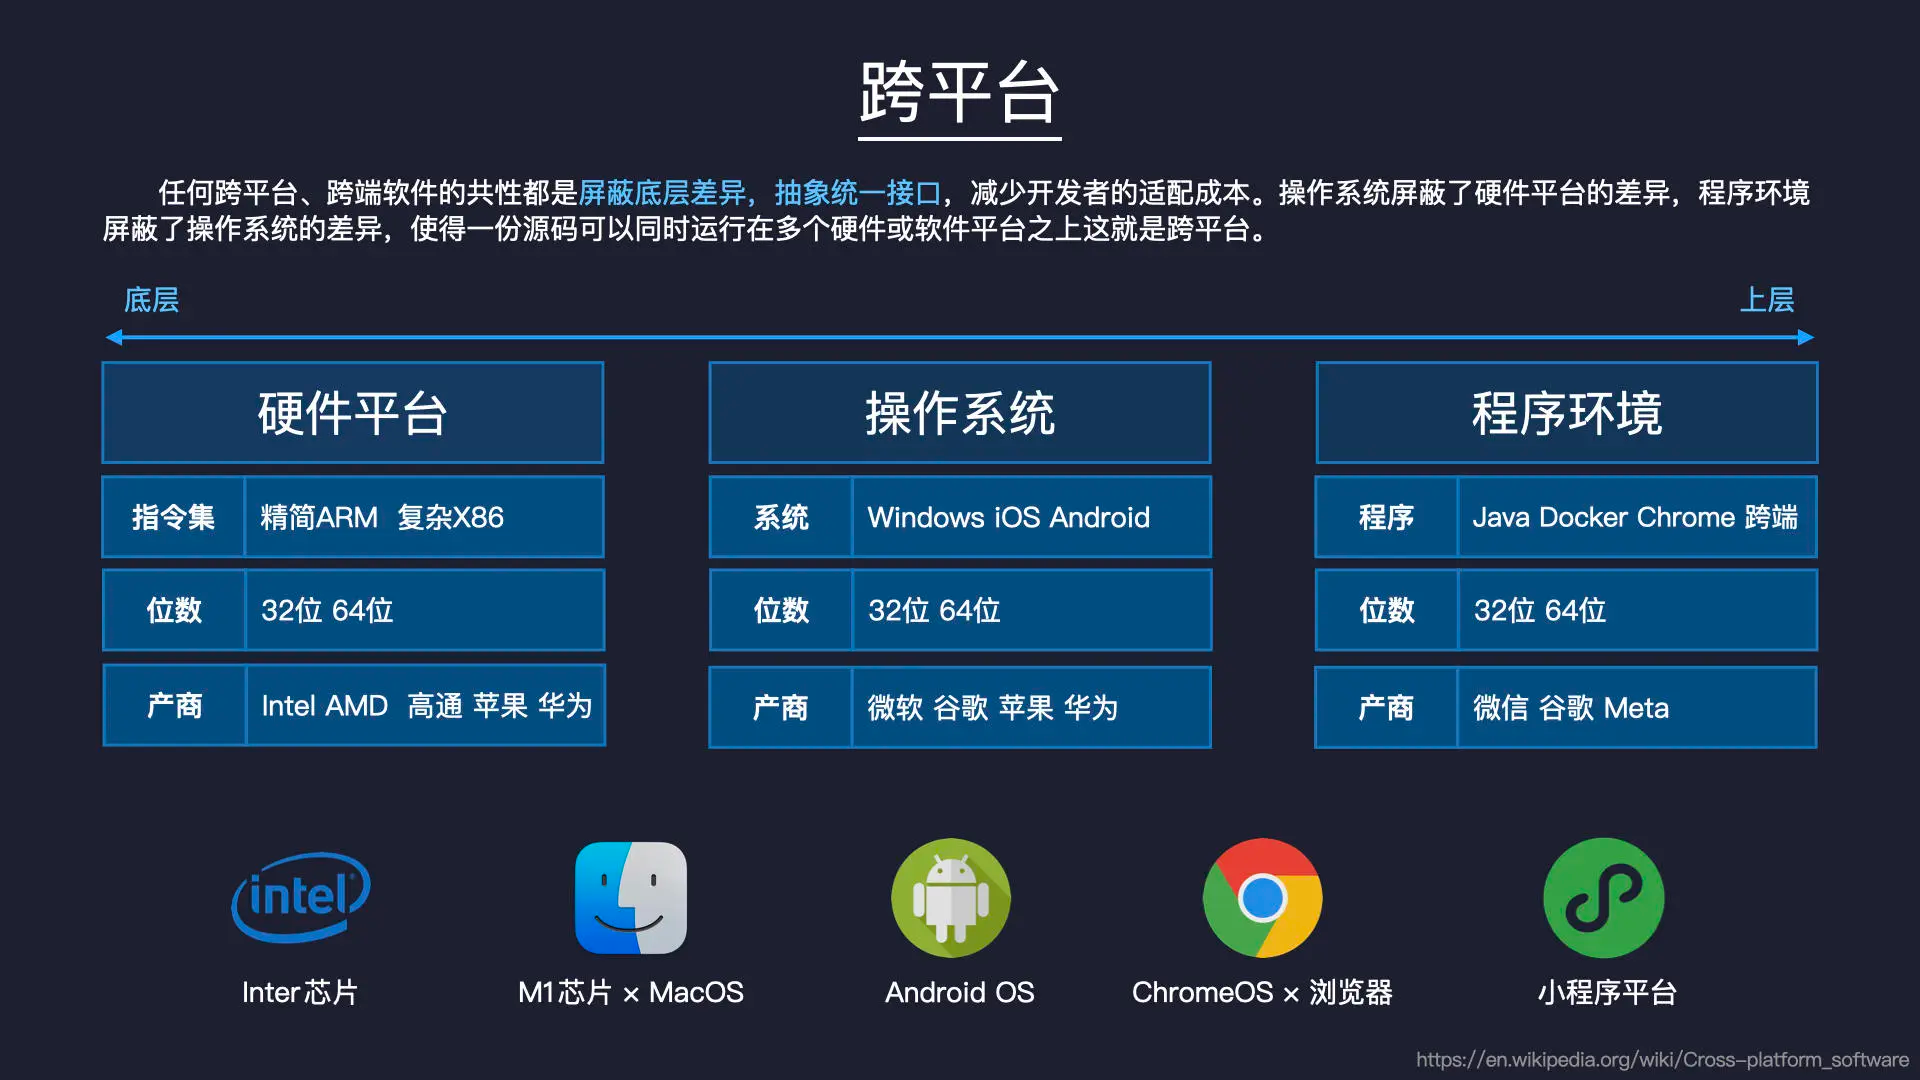 跨平台
任何跨平台、跨端软件的共性都是屏蔽底层差异，抽象统一接口，减少开发者的适配成本。操作系统屏蔽了硬件平台的差异，程序环境
屏蔽了操作系统的差异，使得一份源码可以同时运行在多个硬件或软件平台之上这就是跨平台。
底层
上层
硬件平台
指令集 精简ARM 复杂X86
位数 32位 64位
产商 Intel AMD 高通 苹果 华为
操作系统
系统 Windows iOS Android
位数 32位 64位
产商 微软 谷歌 苹果 华为
程序环境
程序 Java Docker Chrome 跨端
位数 32位 64位
产商 微信 谷歌 Meta
intel
Inter芯片
M1芯片 × MacOS
Android OS
ChromeOS × 浏览器
小程序平台
https://en.wikipedia.org/wiki/Cross-platform_software